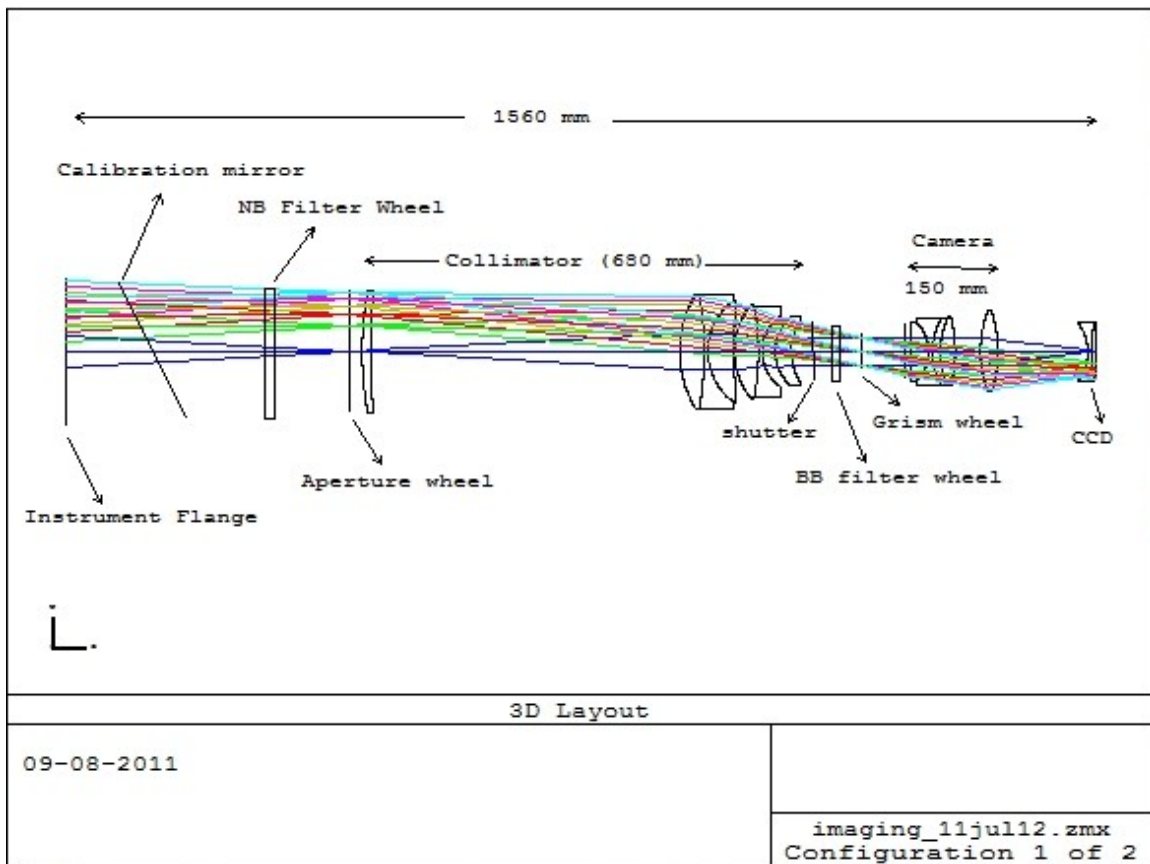 1560 mm
Calibration mirror
NB Filter Wheel
Camera
Collimator (680 mm)
150 mm
shutter
Grism wheel
CCD
Aperture wheel
BB filter wheel
Instrument Flange
3D Layout
09-08-2011
imaging_11jul12.zmx
Configuration 1 of 2